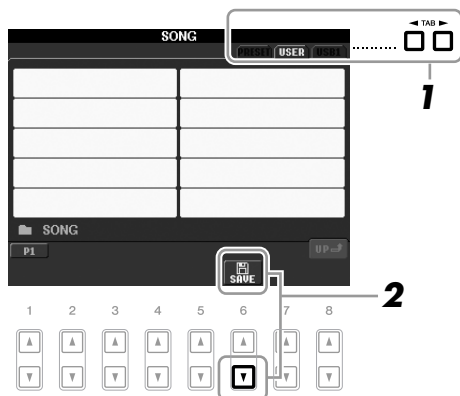 SONG
◄ TAB ►
PRESET USER USB1
1
SONG
P1
UP
SAVE
2
1 2 3 4 5 6 7 8